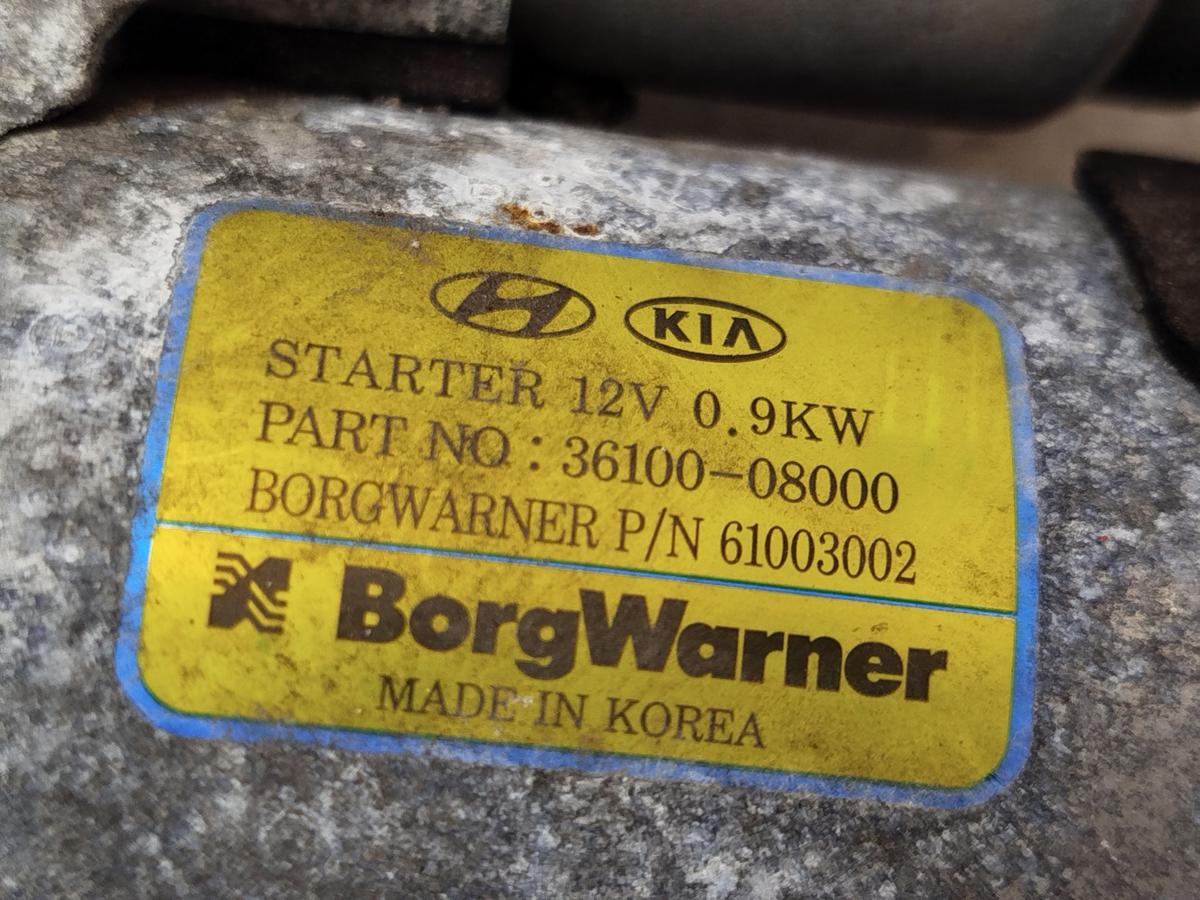 KIA
STARTER 12V 0.9KW
PART NO : 36100-08000
BORGWARNER P/N 61003002
BorgWarner
MADE IN KOREA